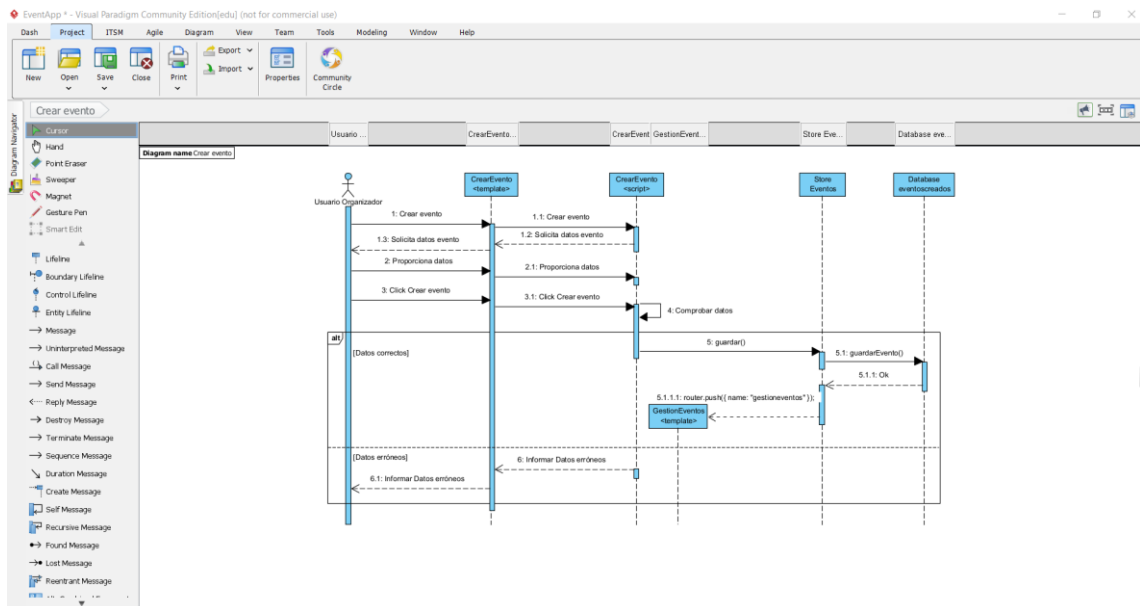 EventApp * - Visual Paradigm Community Edition[edu] (not for commercial use)
Dash Project ITSM Agile Diagram View Team Tools Modeling Window Help
New Open Save Close Print Export Import Properties Community Circle
Crear evento
Diagram Navigator
Cursor
Hand
Point Eraser
Sweeper
Magnet
Gesture Pen
Smart Edit
Lifeline
Boundary Lifeline
Control Lifeline
Entity Lifeline
Message
Uninterpreted Message
Call Message
Send Message
Reply Message
Destroy Message
Terminate Message
Sequence Message
Duration Message
Create Message
Self Message
Recursive Message
Found Message
Lost Message
Reentrant Message
Usuario ... CrearEvento... CrearEvent GestionEvent... Store Eve... Database eve...
Diagram name Crear evento
Usuario Organizador
CrearEvento
<template>
CrearEvento
<script>
Store
Eventos
Database
eventoscreados
1: Crear evento
1.1: Crear evento
1.2: Solicita datos evento
1.3: Solicita datos evento
2: Proporciona datos
2.1: Proporciona datos
3: Click Crear evento
3.1: Click Crear evento
4: Comprobar datos
alt
[Datos correctos]
5: guardar()
5.1: guardarEvento()
5.1.1: Ok
5.1.1.1: router.push({ name: "gestioneventos" });
GestionEventos
<template>
[Datos erróneos]
6: Informar Datos erróneos
6.1: Informar Datos erróneos